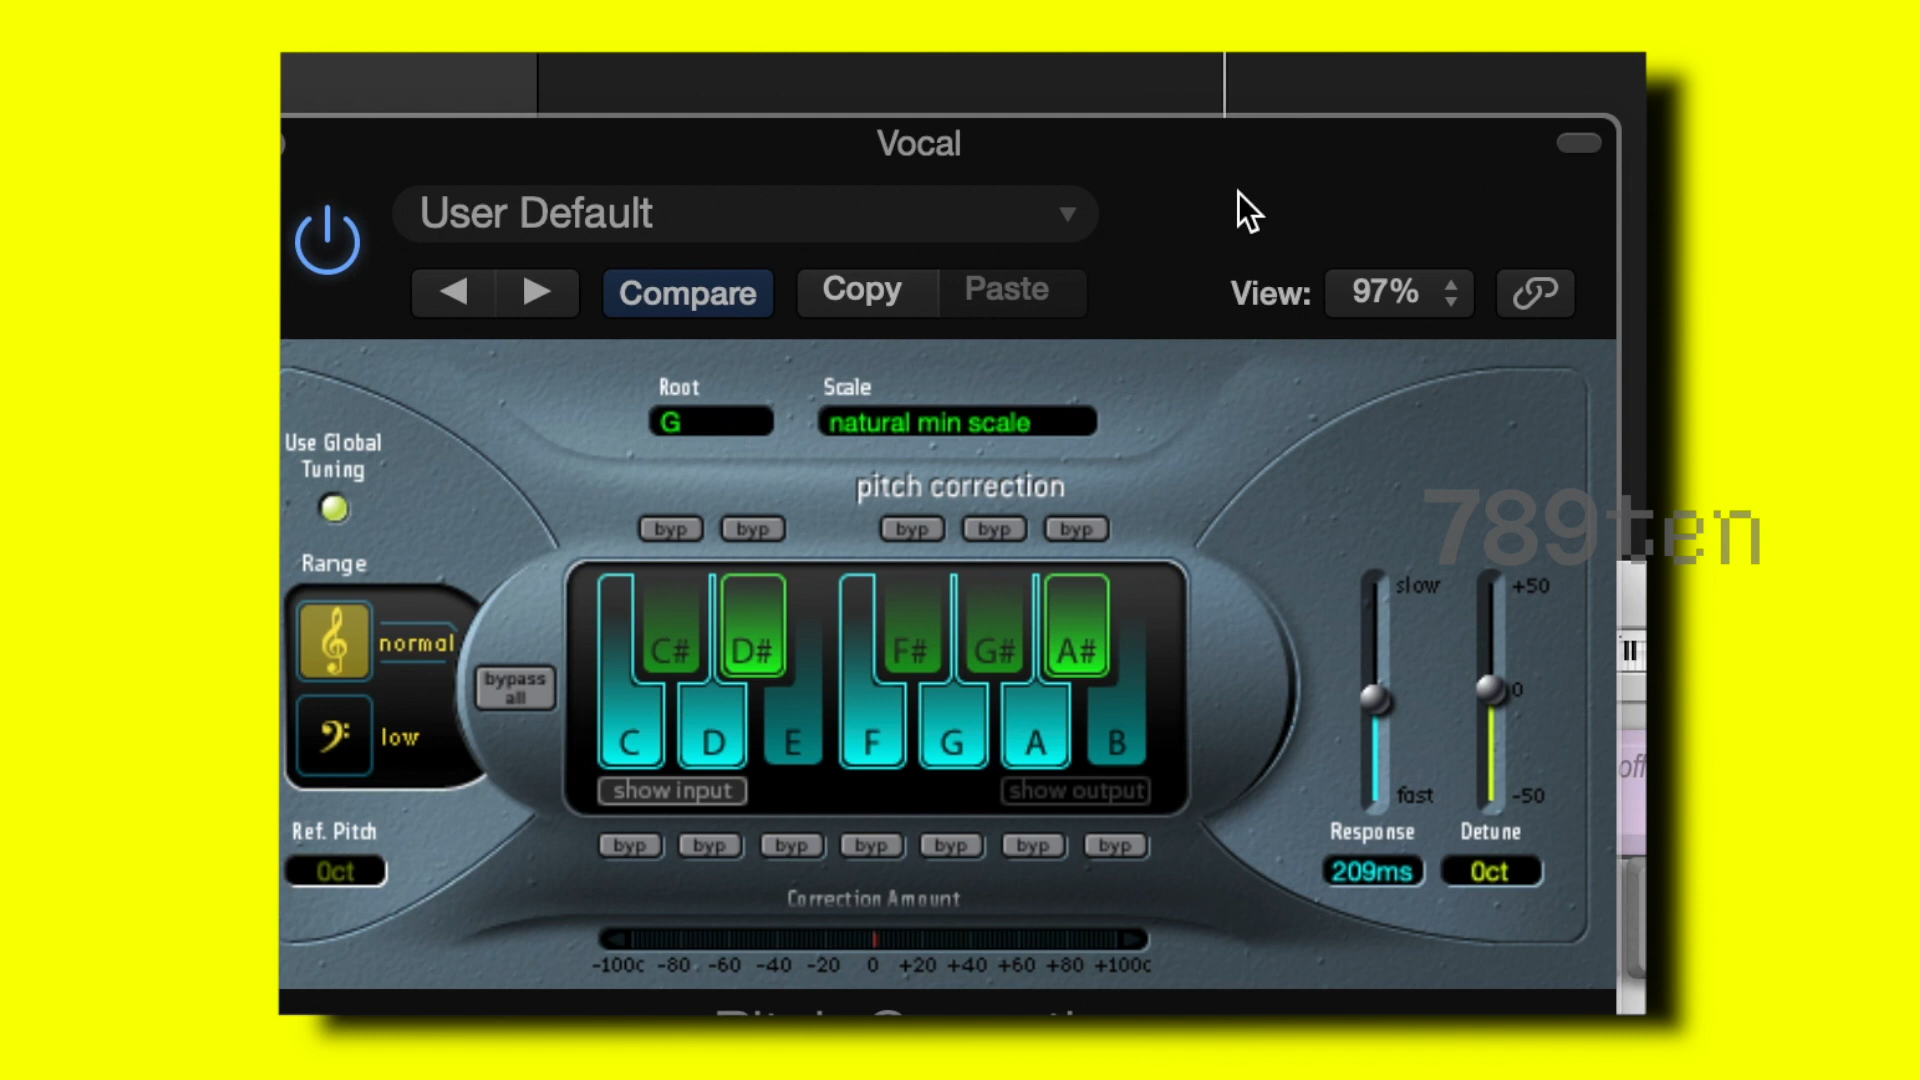 Vocal
User Default
Compare Copy Paste View: 97%
Root Scale
G natural min scale
Use Global
Tuning
pitch correction
byp byp byp byp byp
789ten
Range
slow +50
normal
C# D# F# G# A#
bypass
all
0
low
C D E F G A B
off
show input show output
fast -50
Ref. Pitch
byp byp byp byp byp byp byp
Response Detune
0ct
209ms 0ct
Correction Amount
-100c -80 -60 -40 -20 0 +20 +40 +60 +80 +100c